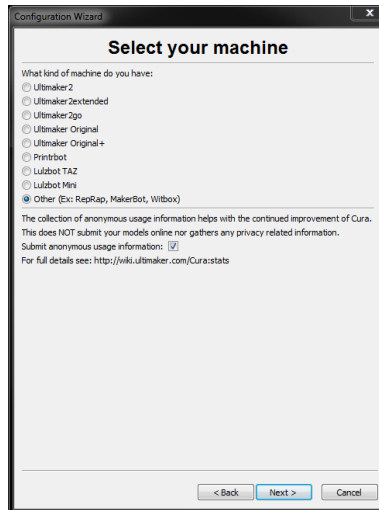 Configuration Wizard
x
Select your machine
What kind of machine do you have:
Ultimaker2
Ultimaker2extended
Ultimaker2go
Ultimaker Original
Ultimaker Original+
Printrbot
Lulzbot TAZ
Lulzbot Mini
Other (Ex: RepRap, MakerBot, Witbox)
The collection of anonymous usage information helps with the continued improvement of Cura.
This does NOT submit your models online nor gathers any privacy related information.
Submit anonymous usage information:
For full details see: http://wiki.ultimaker.com/Cura:stats
< Back Next > Cancel